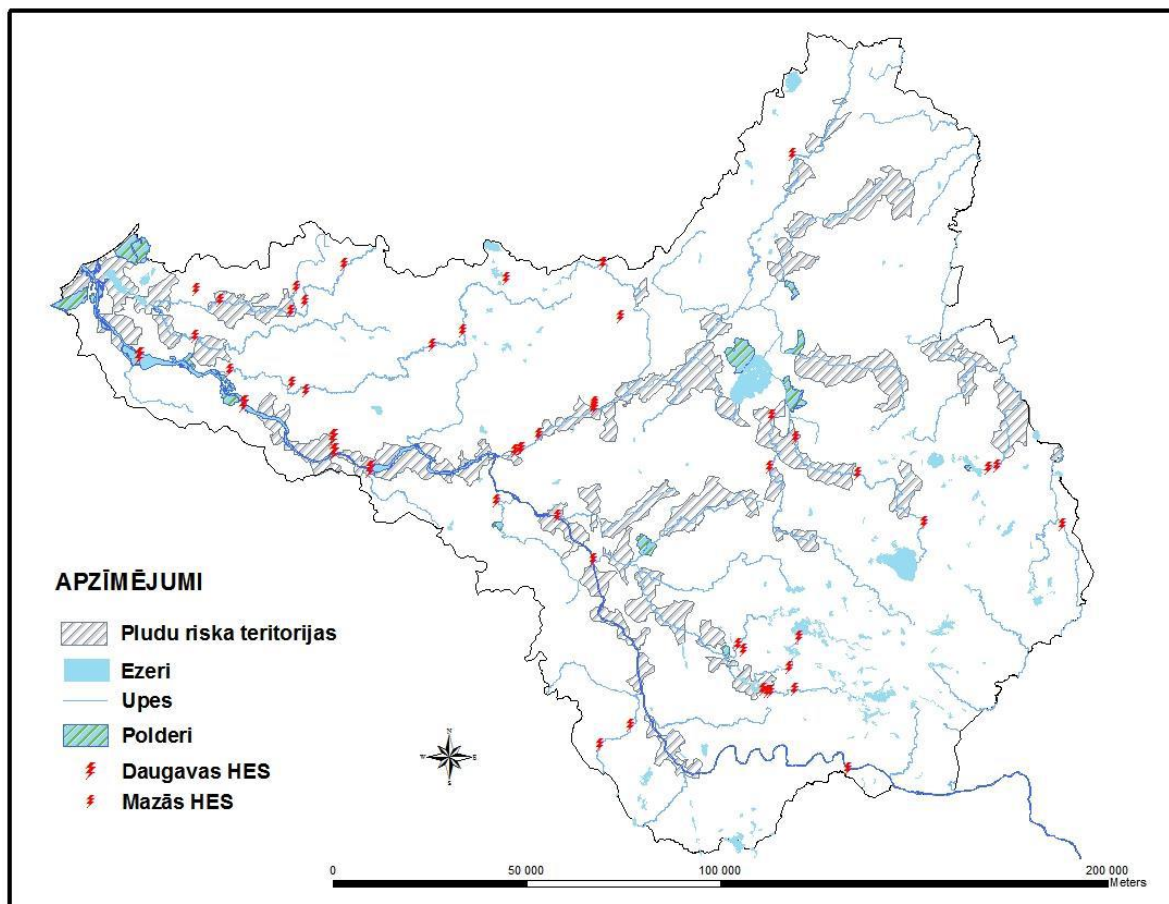 APZĪMĒJUMI
Pludu riska teritorijas
Ezeri
Upes
Polderi
Daugavas HES
Mazās HES
N
W
E
S
0
50 000
100 000
200 000
Meters